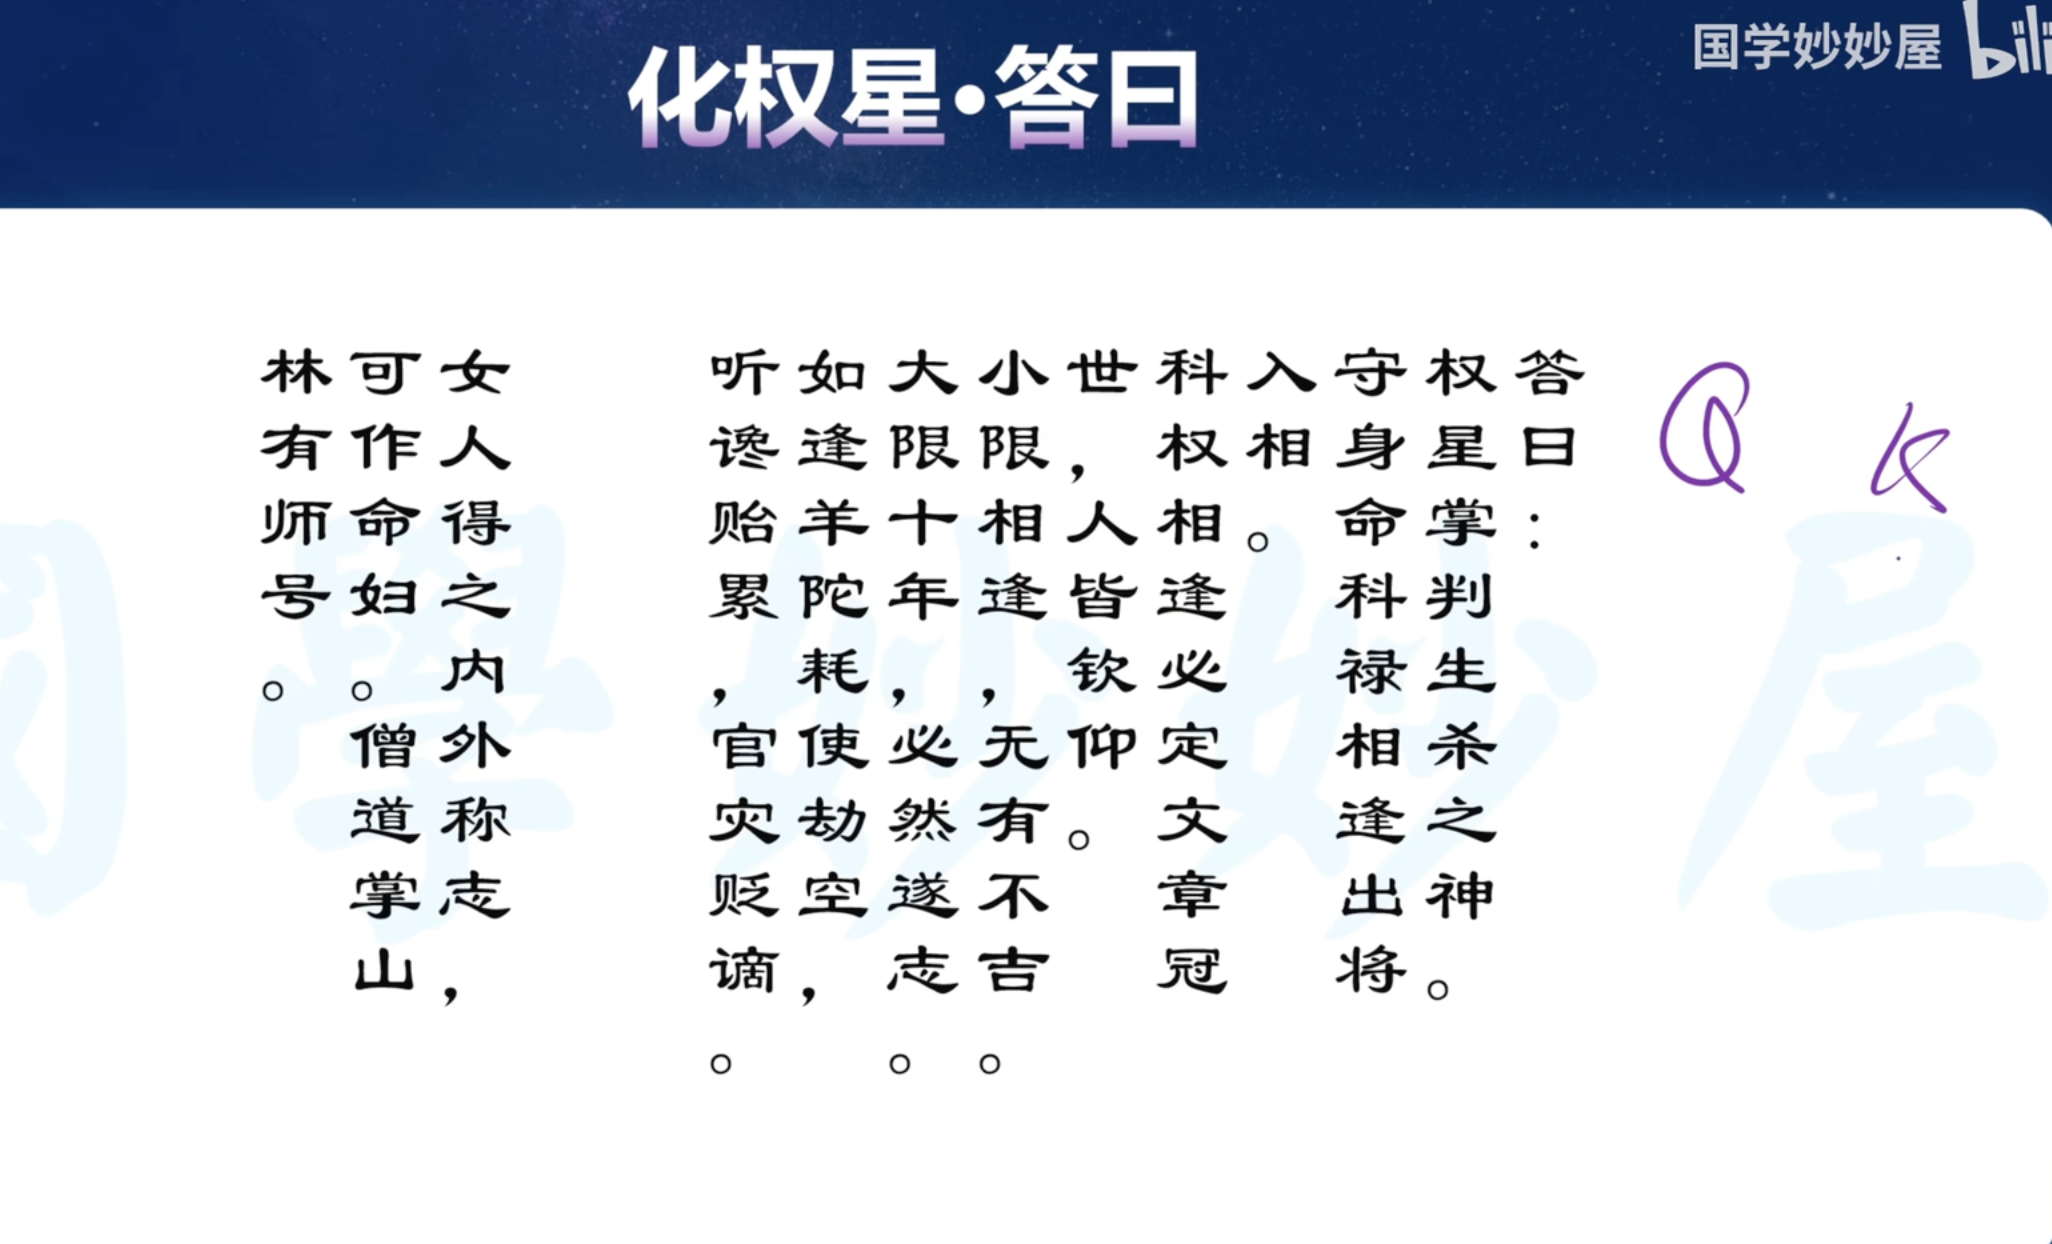 化权星·答曰
国学妙妙屋 bili
答曰：
权星掌判生杀之神。
守身命科禄相逢出将
入相。
科权相逢必定文章冠
世，人皆钦仰。
小限相逢，无有不吉。
大限十年，必然遂志。
如逢羊陀耗使劫空，
听谗贻累，官灾贬谪。
女人得之内外称志，
可作命妇。僧道掌山
林有师号。
Q K
國學妙妙屋